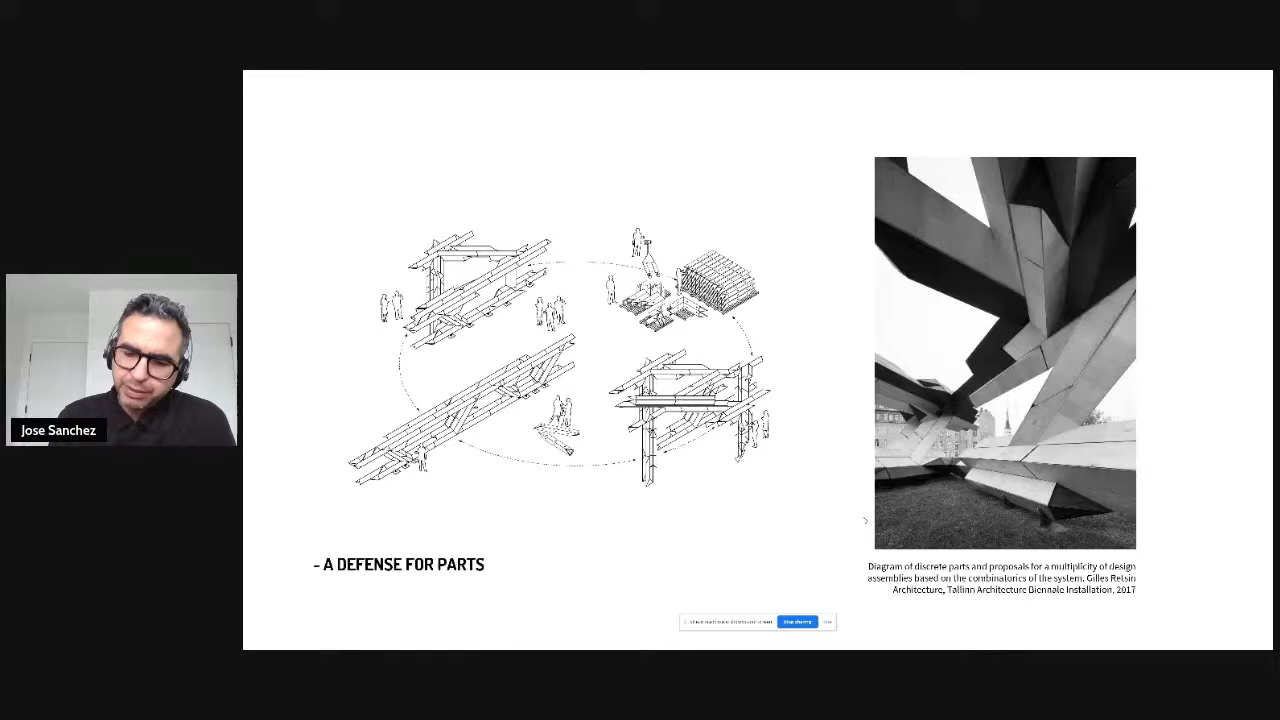 Jose Sanchez
– A DEFENSE FOR PARTS
Diagram of discrete parts and proposals for a multiplicity of design
assemblies based on the combinatorics of the system. Gilles Retsin
Architecture, Tallinn Architecture Biennale Installation, 2017
Stop sharing